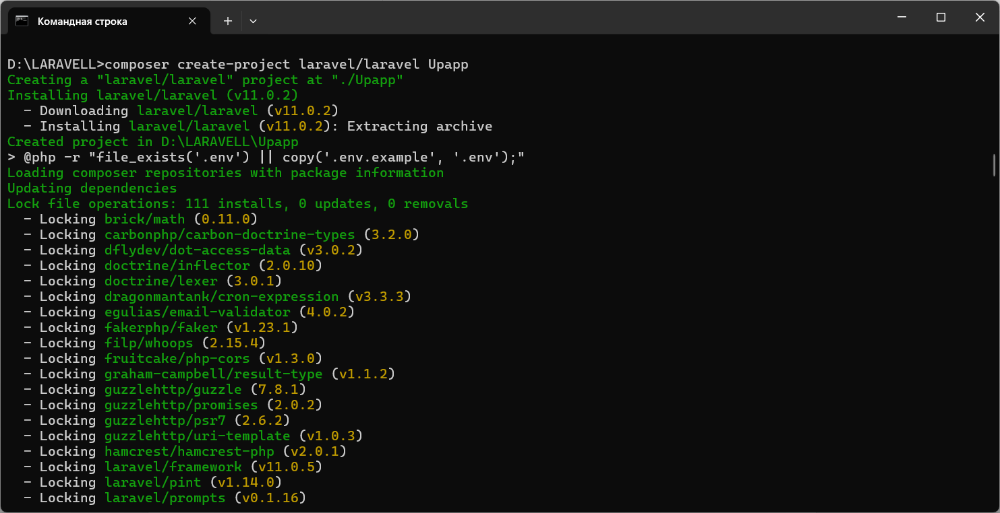 Командная строка
D:\LARAVELL>composer create-project laravel/laravel Upapp
Creating a "laravel/laravel" project at "./Upapp"
Installing laravel/laravel (v11.0.2)
  - Downloading laravel/laravel (v11.0.2)
  - Installing laravel/laravel (v11.0.2): Extracting archive
Created project in D:\LARAVELL\Upapp
> @php -r "file_exists('.env') || copy('.env.example', '.env');"
Loading composer repositories with package information
Updating dependencies
Lock file operations: 111 installs, 0 updates, 0 removals
  - Locking brick/math (0.11.0)
  - Locking carbonphp/carbon-doctrine-types (3.2.0)
  - Locking dflydev/dot-access-data (v3.0.2)
  - Locking doctrine/inflector (2.0.10)
  - Locking doctrine/lexer (3.0.1)
  - Locking dragonmantank/cron-expression (v3.3.3)
  - Locking egulias/email-validator (4.0.2)
  - Locking fakerphp/faker (v1.23.1)
  - Locking filp/whoops (2.15.4)
  - Locking fruitcake/php-cors (v1.3.0)
  - Locking graham-campbell/result-type (v1.1.2)
  - Locking guzzlehttp/guzzle (7.8.1)
  - Locking guzzlehttp/promises (2.0.2)
  - Locking guzzlehttp/psr7 (2.6.2)
  - Locking guzzlehttp/uri-template (v1.0.3)
  - Locking hamcrest/hamcrest-php (v2.0.1)
  - Locking laravel/framework (v11.0.5)
  - Locking laravel/pint (v1.14.0)
  - Locking laravel/prompts (v0.1.16)